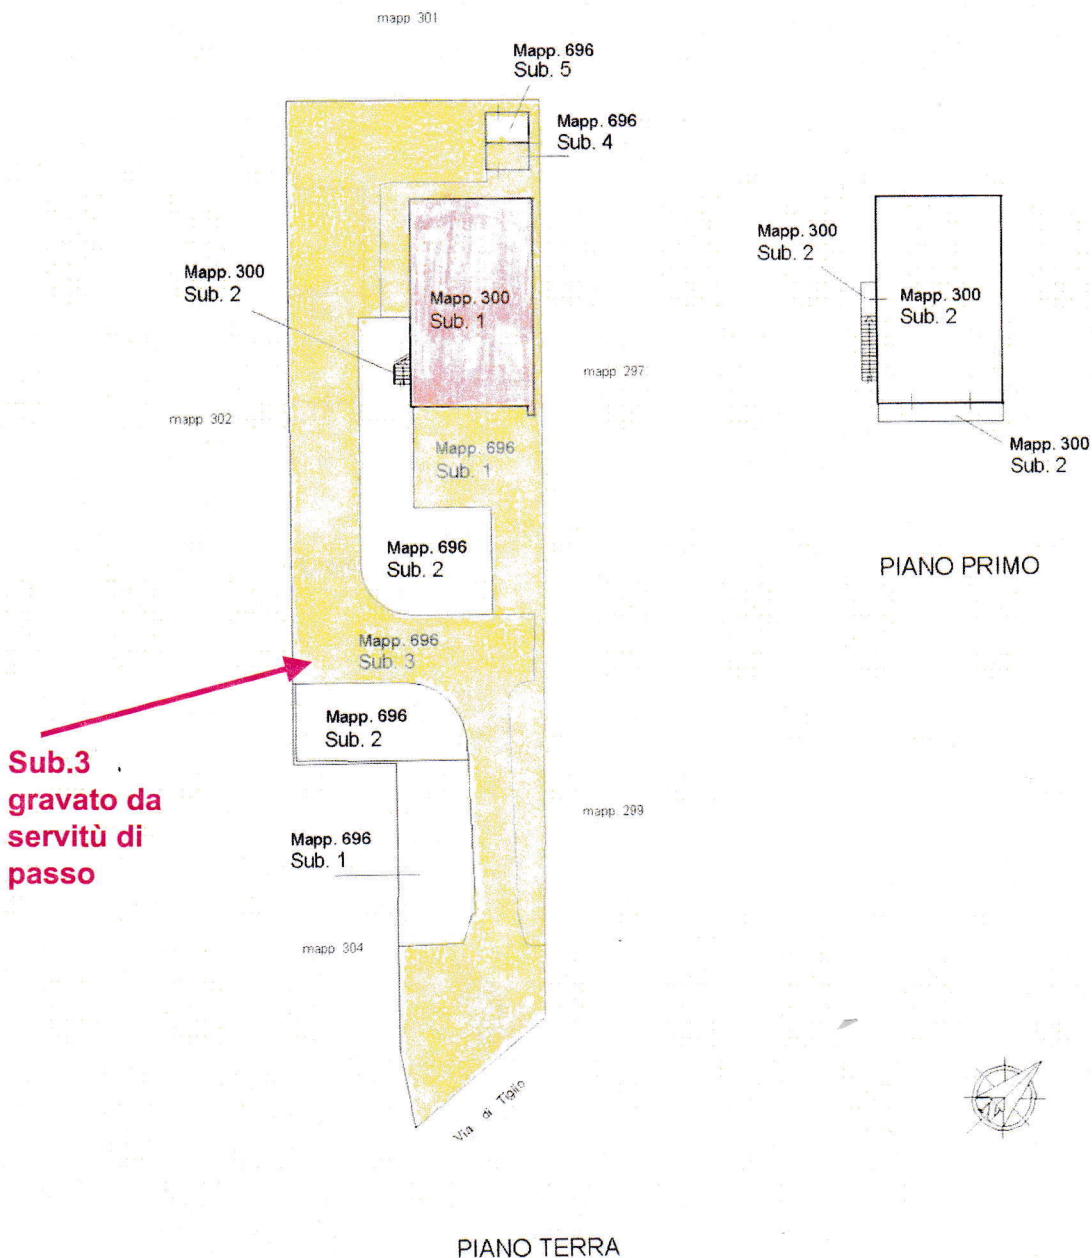 mapp 301
Mapp. 696
Sub. 5
Mapp. 696
Sub. 4
Mapp. 300
Sub. 2
Mapp. 300
Sub. 1
Mapp. 300
Sub. 2
Mapp. 300
Sub. 2
mapp 297
mapp 302
Mapp. 696
Sub. 1
Mapp. 300
Sub. 2
Mapp. 696
Sub. 2
PIANO PRIMO
Mapp. 696
Sub. 3
Mapp. 696
Sub. 2
Sub.3
gravato da
servitù di
passo
mapp 299
Mapp. 696
Sub. 1
mapp 304
Via di Tiglio
PIANO TERRA